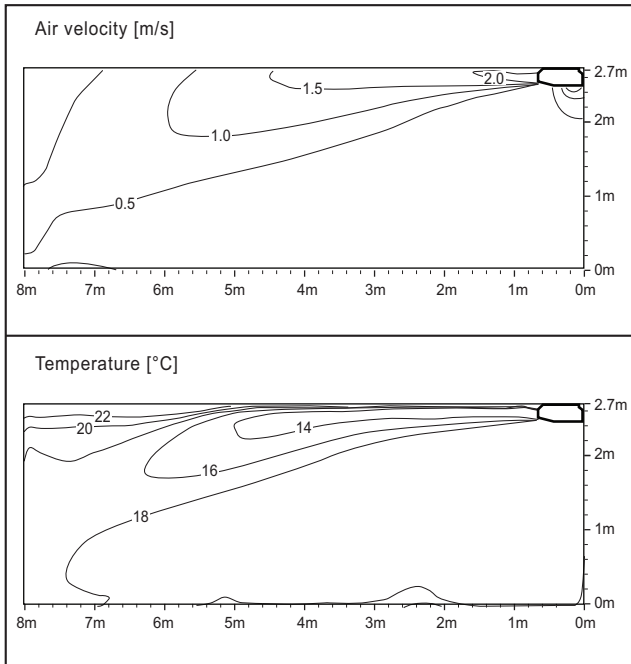 Air velocity [m/s]
2.7m
2.0
1.5
2m
1.0
1m
0.5
0m
8m 7m 6m 5m 4m 3m 2m 1m 0m
Temperature [°C]
2.7m
22
20
14
2m
16
18
1m
0m
8m 7m 6m 5m 4m 3m 2m 1m 0m